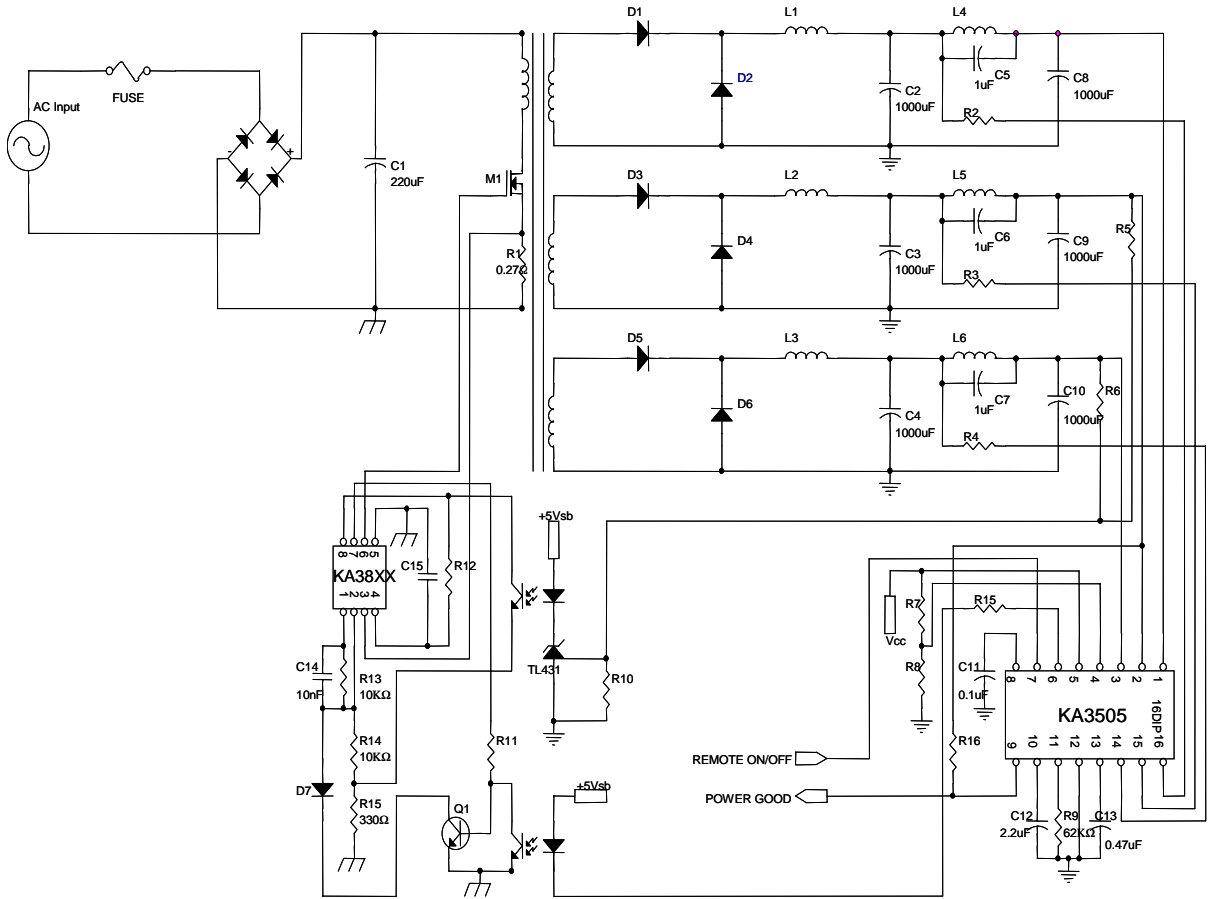 D1
L1
L4
AC Input
FUSE
D2
C2
1000uF
C5
1uF
C8
1000uF
R2
-
+
C1
220uF
M1
D3
L2
L5
R1
0.27Ω
D4
C3
1000uF
C6
1uF
C9
1000uF
R5
R3
D5
L3
L6
D6
C4
1000uF
C7
1uF
C10
1000uF
R6
R4
+5Vsb
8 7 6 5
KA38XX
1 2 3 4
C15
R12
TL431
R10
C14
10nF
R13
10KΩ
R14
10KΩ
R15
330Ω
D7
R11
Q1
+5Vsb
R7
Vcc
R8
R15
C11
0.1uF
8 7 6 5 4 3 2 1
KA3505
16DIP
9 10 11 12 13 14 15 16
R16
REMOTE ON/OFF
POWER GOOD
C12
2.2uF
R9
62KΩ
C13
0.47uF